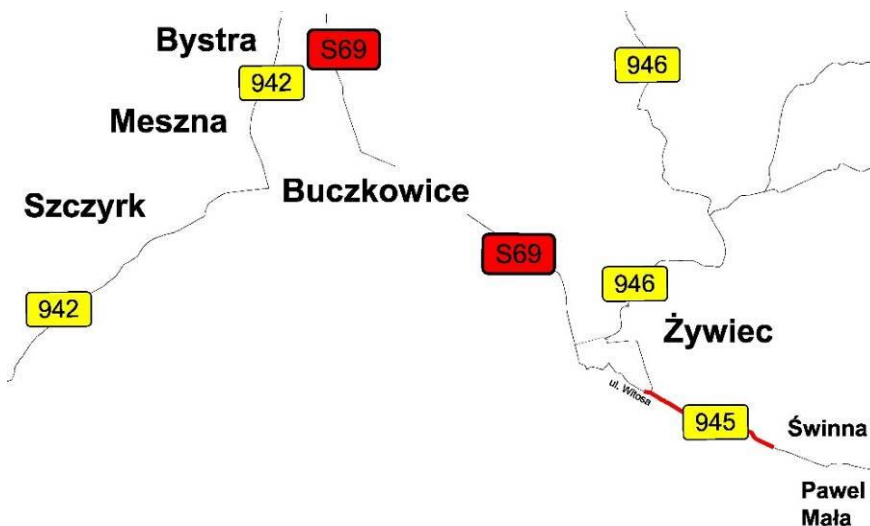 Bystra
S69
942
946
Meszna
Buczkowice
Szczyrk
S69
946
942
Żywiec
ul. Witosa
945
Świnna
Pawel
Mała